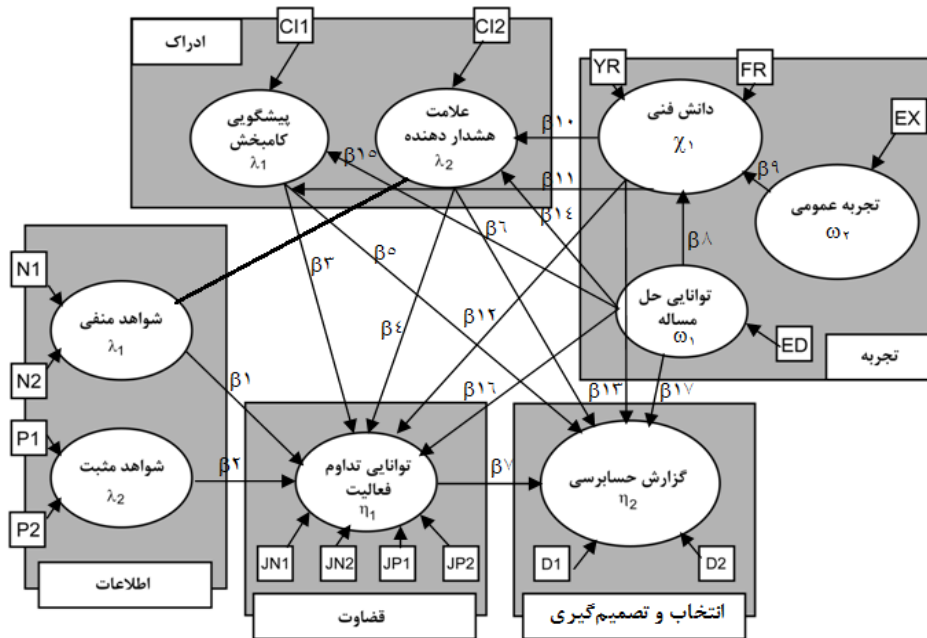 CI1
CI2
ادراک
YR
FR
EX
پیشگویی
کامبخش
λ1
علامت
هشدار دهنده
λ2
دانش فنی
χ۱
تجربه عمومی
ω۲
توانایی حل
مساله
ω۱
ED
تجربه
β۱۰
β۹
β۱۵
β۱۱
β۱۴
β۶
β۸
β۳
β۵
β۴
β۱۲
β۱۳
β۱۷
β۱
β۱۶
β۲
β۷
N1
شواهد منفی
λ1
N2
P1
شواهد مثبت
λ2
P2
اطلاعات
توانایی تداوم
فعالیت
η1
JN1
JN2
JP1
JP2
قضاوت
گزارش حسابرسی
η2
D1
D2
انتخاب و تصمیم‌گیری